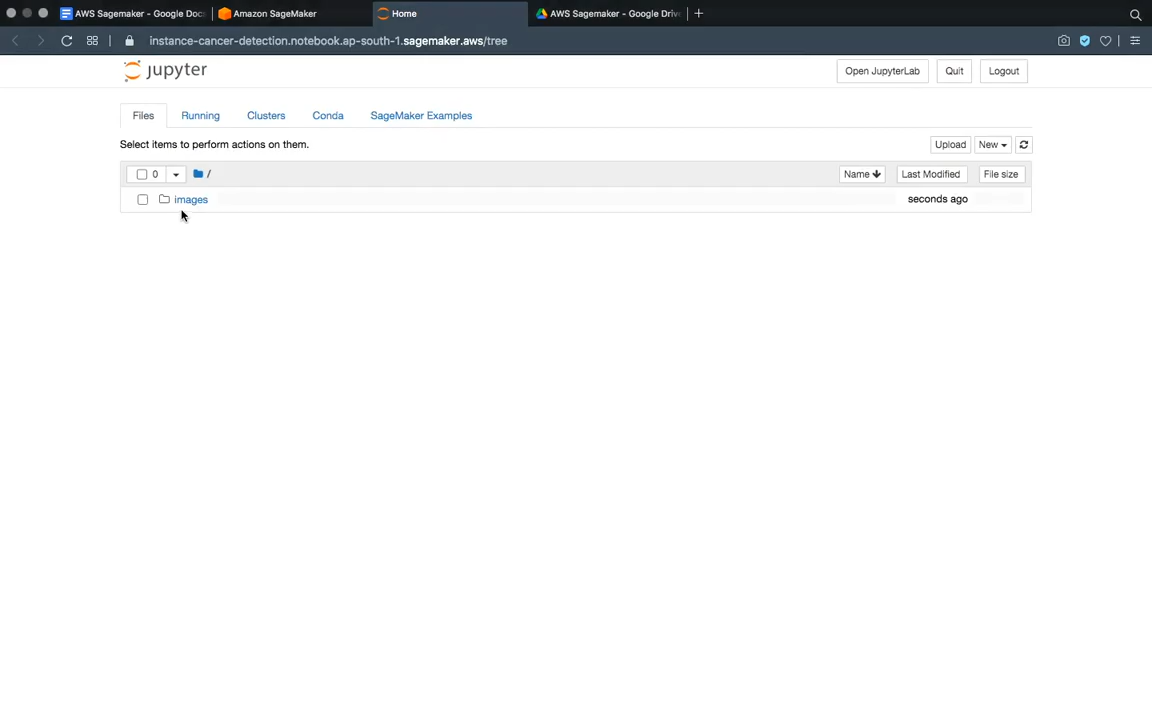 AWS Sagemaker - Google Docs
Amazon SageMaker
Home
AWS Sagemaker - Google Drive
instance-cancer-detection.notebook.ap-south-1.sagemaker.aws/tree
jupyter
Open JupyterLab Quit Logout
Files Running Clusters Conda SageMaker Examples
Select items to perform actions on them.
Upload New
0 / Name Last Modified File size
images seconds ago